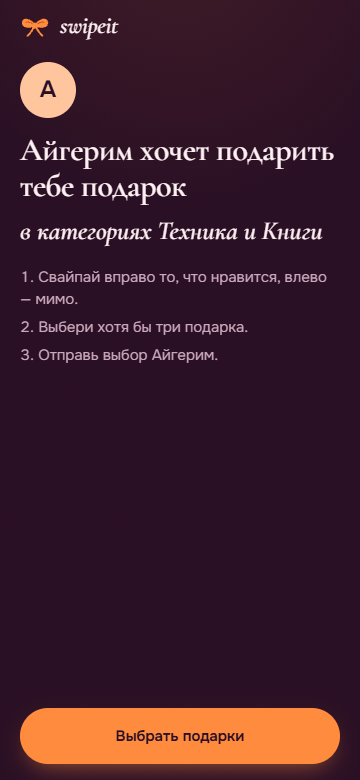 swipeit
A
Айгерим хочет подарить
тебе подарок
в категориях Техника и Книги
1. Свайпай вправо то, что нравится, влево
— мимо.
2. Выбери хотя бы три подарка.
3. Отправь выбор Айгерим.
Выбрать подарки